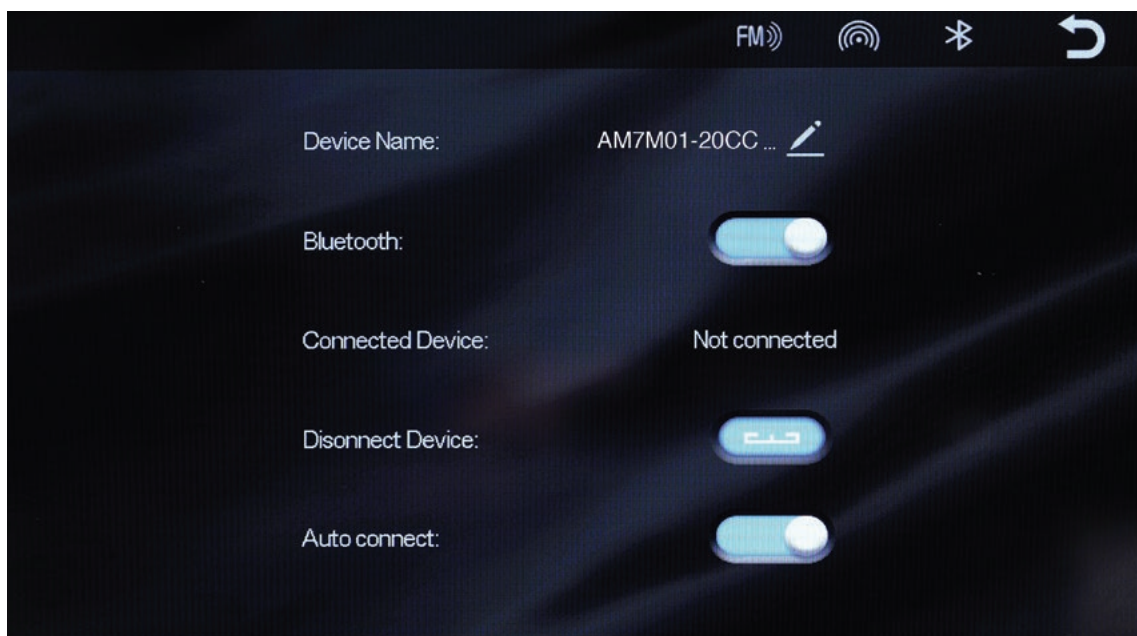 FM
Device Name: AM7M01-20CC ...
Bluetooth:
Connected Device: Not connected
Disonnect Device:
Auto connect: